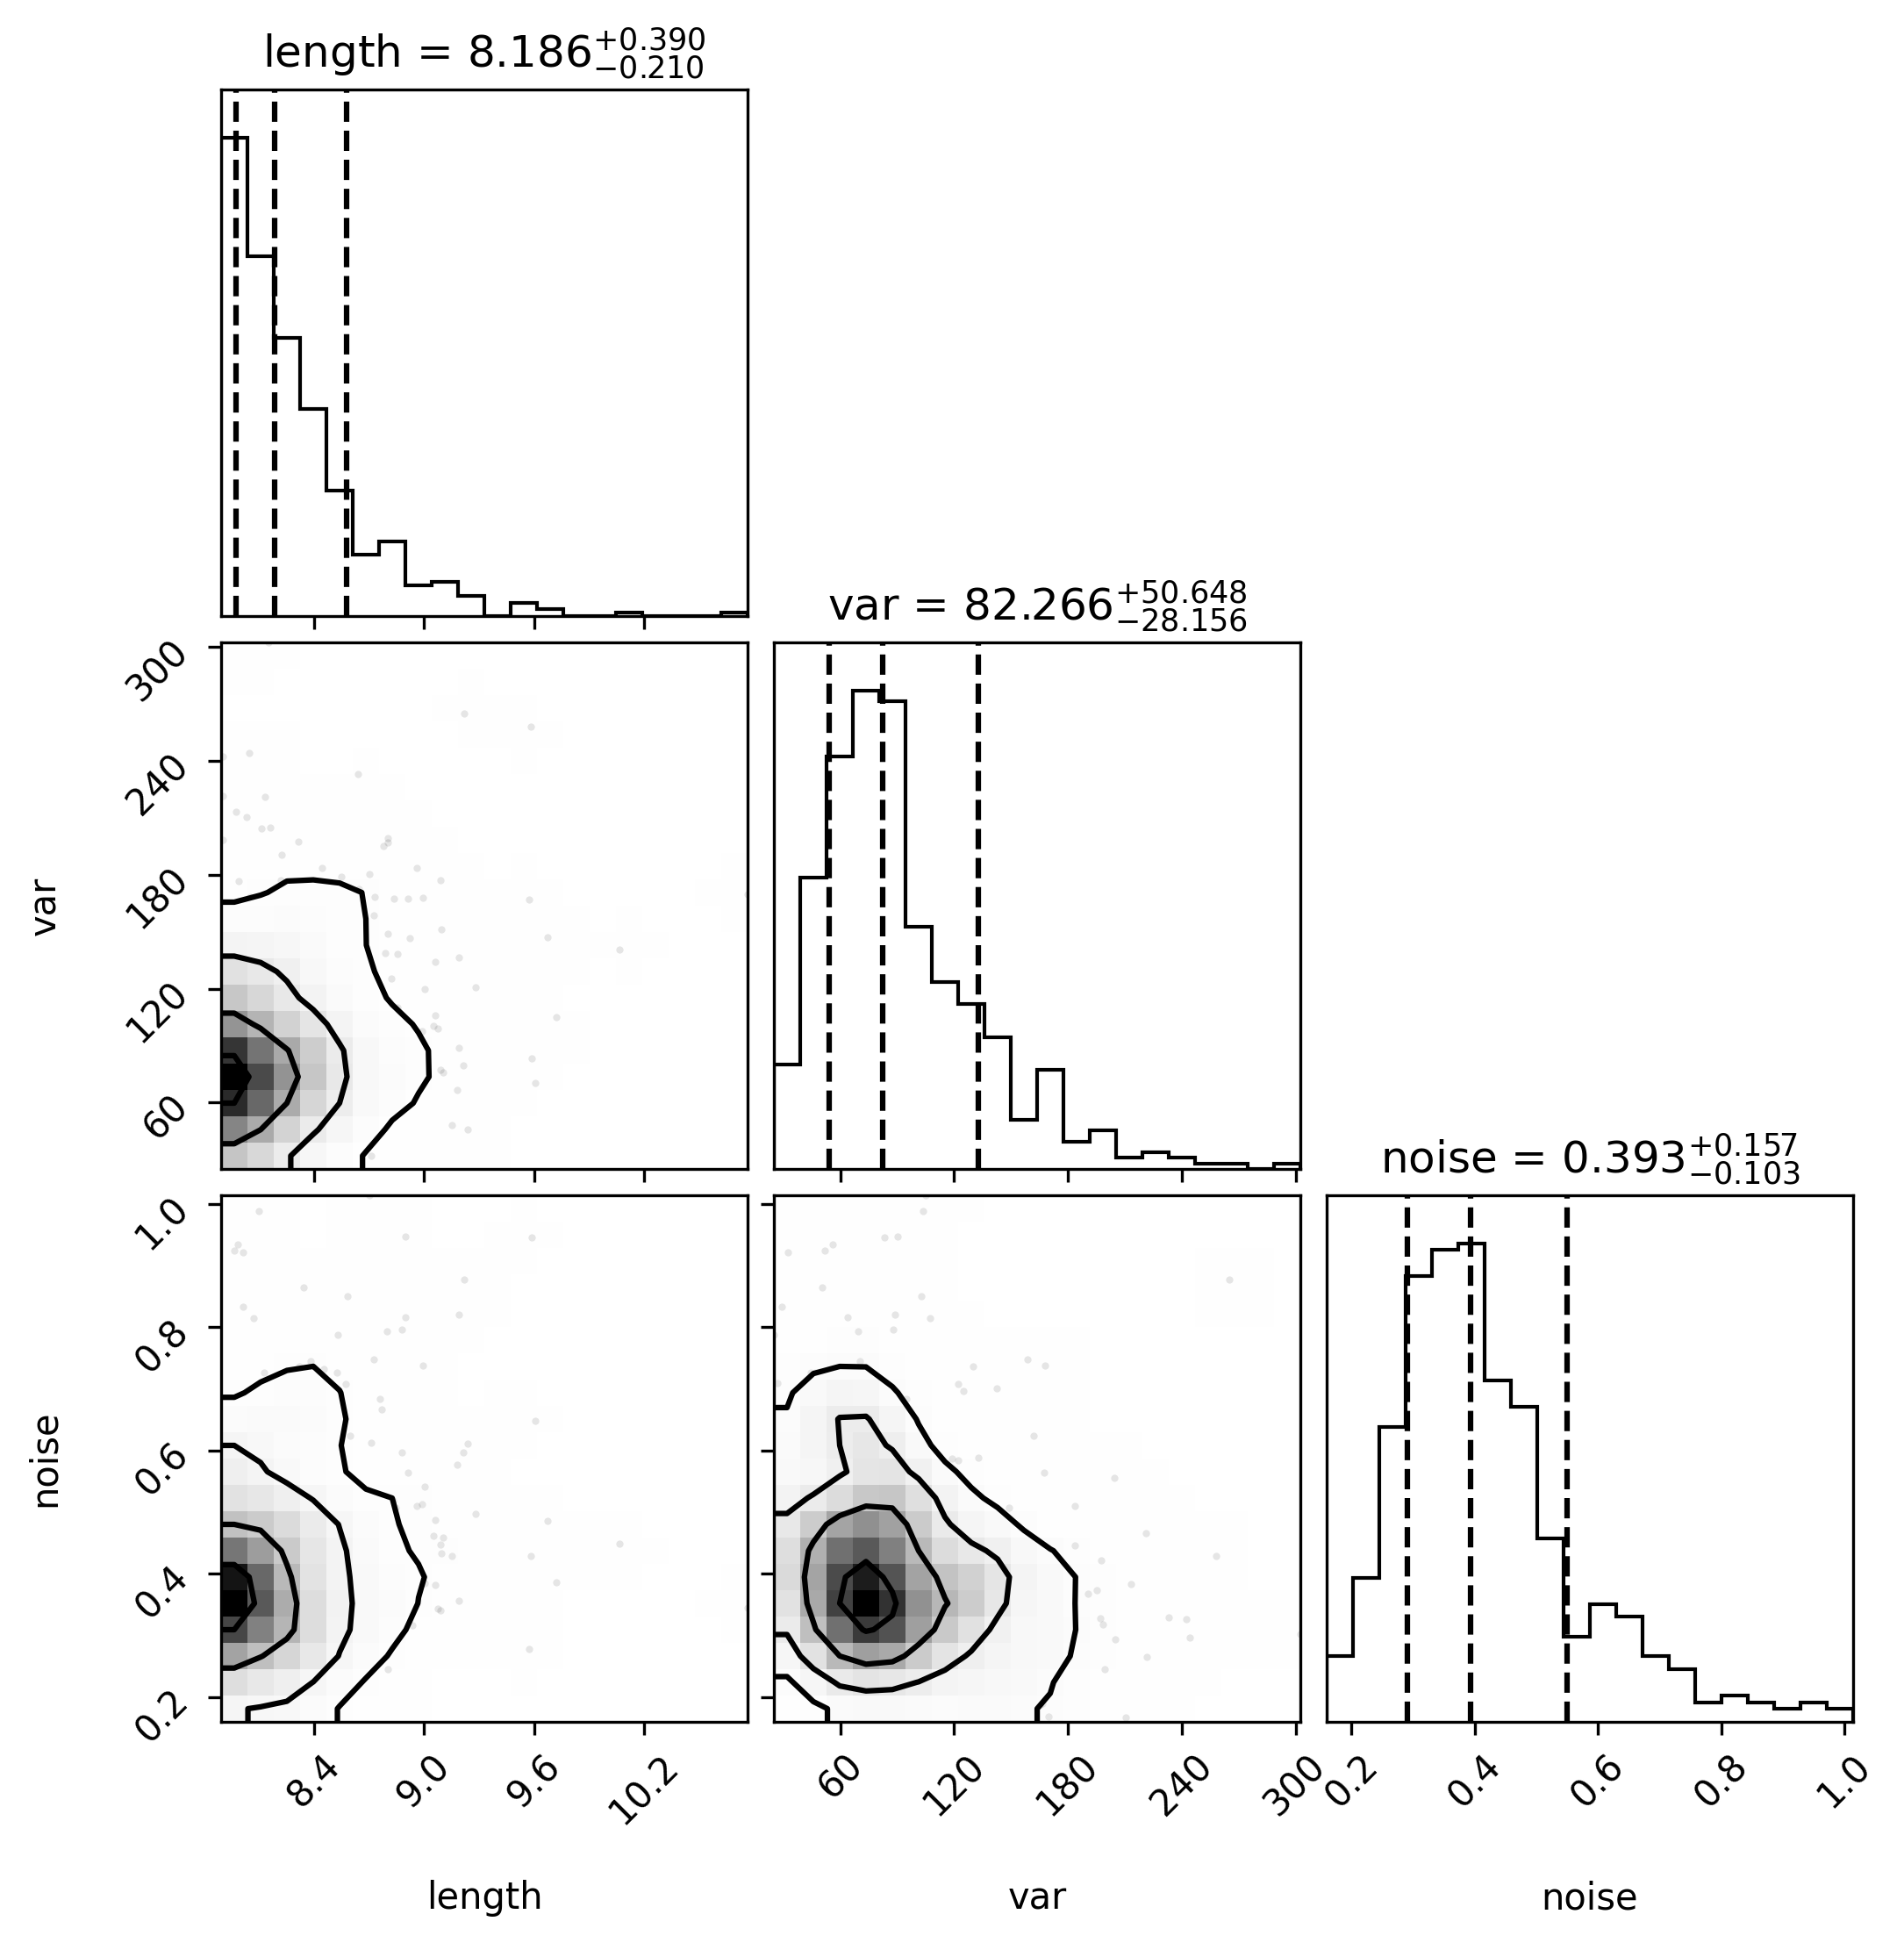 length = 8.186+0.390−0.210
var = 82.266+50.648−28.156
300
240
180
120
60
var
noise = 0.393+0.157−0.103
1.0
0.8
0.6
0.4
0.2
noise
8.4 9.0 9.6 10.2 60 120 180 240 300 0.2 0.4 0.6 0.8 1.0
length var noise